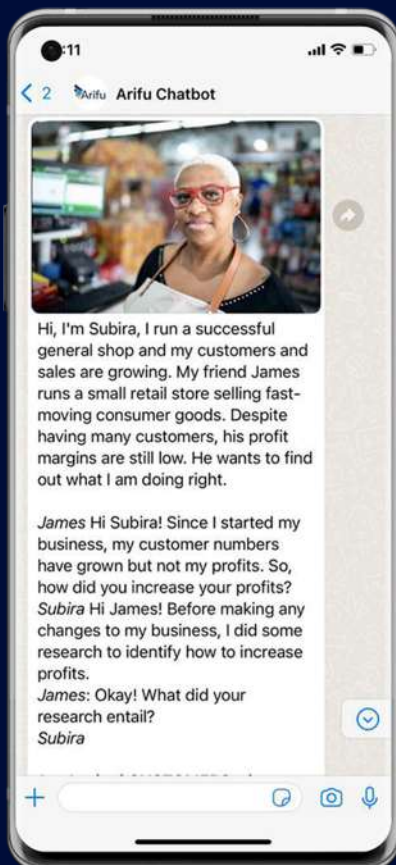 :11
2 Arifu Arifu Chatbot
Hi, I'm Subira, I run a successful
general shop and my customers and
sales are growing. My friend James
runs a small retail store selling fast-
moving consumer goods. Despite
having many customers, his profit
margins are still low. He wants to find
out what I am doing right.
James Hi Subira! Since I started my
business, my customer numbers
have grown but not my profits. So,
how did you increase your profits?
Subira Hi James! Before making any
changes to my business, I did some
research to identify how to increase
profits.
James: Okay! What did your
research entail?
Subira